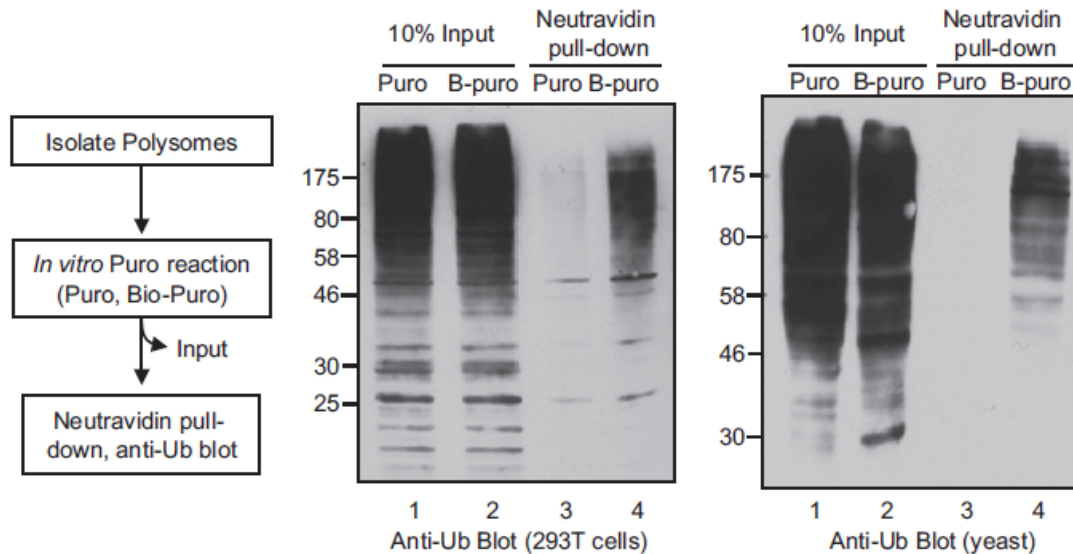 Isolate Polysomes
In vitro Puro reaction
(Puro, Bio-Puro)
Input
Neutravidin pull-
down, anti-Ub blot
10% Input
Neutravidin
pull-down
Puro B-puro Puro B-puro
175
80
58
46
30
25
1 2 3 4
Anti-Ub Blot (293T cells)
10% Input
Neutravidin
pull-down
Puro B-puro Puro B-puro
175
80
58
46
30
1 2 3 4
Anti-Ub Blot (yeast)